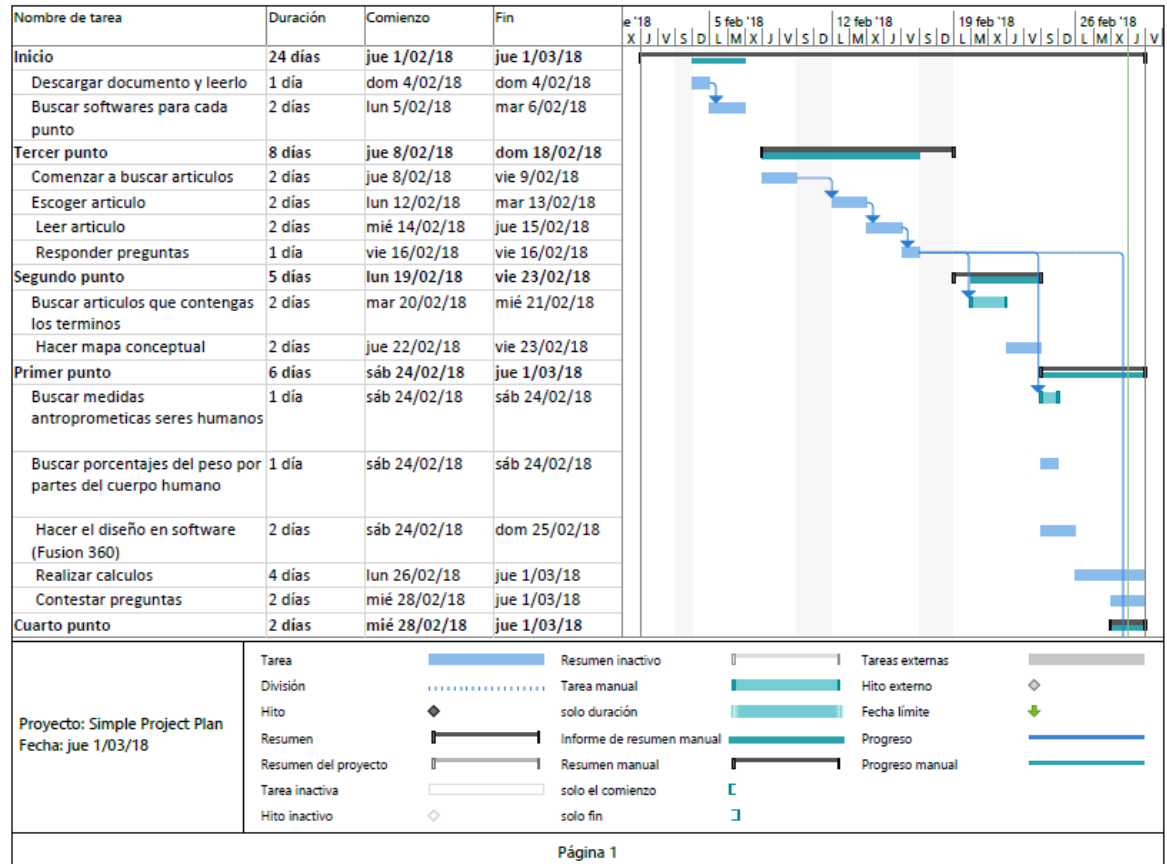 Nombre de tarea Duración Comienzo Fin e '18 5 feb '18 12 feb '18 19 feb '18 26 feb '18
X J V S D L M X J V S D L M X J V S D L M X J V S D L M X J V
Inicio 24 días jue 1/02/18 jue 1/03/18
Descargar documento y leerlo 1 día dom 4/02/18 dom 4/02/18
Buscar softwares para cada 2 días lun 5/02/18 mar 6/02/18
punto
Tercer punto 8 días jue 8/02/18 dom 18/02/18
Comenzar a buscar articulos 2 días jue 8/02/18 vie 9/02/18
Escoger articulo 2 días lun 12/02/18 mar 13/02/18
Leer articulo 2 días mié 14/02/18 jue 15/02/18
Responder preguntas 1 día vie 16/02/18 vie 16/02/18
Segundo punto 5 días lun 19/02/18 vie 23/02/18
Buscar articulos que contengas 2 días mar 20/02/18 mié 21/02/18
los terminos
Hacer mapa conceptual 2 días jue 22/02/18 vie 23/02/18
Primer punto 6 días sáb 24/02/18 jue 1/03/18
Buscar medidas 1 día sáb 24/02/18 sáb 24/02/18
antroprometicas seres humanos
Buscar porcentajes del peso por 1 día sáb 24/02/18 sáb 24/02/18
partes del cuerpo humano
Hacer el diseño en software 2 días sáb 24/02/18 dom 25/02/18
(Fusion 360)
Realizar calculos 4 días lun 26/02/18 jue 1/03/18
Contestar preguntas 2 días mié 28/02/18 jue 1/03/18
Cuarto punto 2 días mié 28/02/18 jue 1/03/18
Proyecto: Simple Project Plan
Fecha: jue 1/03/18
Tarea Resumen inactivo Tareas externas
División Tarea manual Hito externo
Hito solo duración Fecha límite
Resumen Informe de resumen manual Progreso
Resumen del proyecto Resumen manual Progreso manual
Tarea inactiva solo el comienzo
Hito inactivo solo fin
Página 1